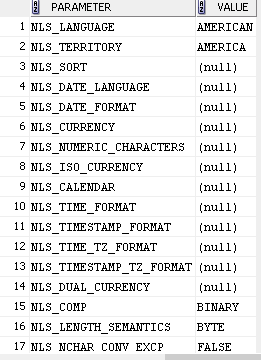 PARAMETER VALUE
1 NLS_LANGUAGE AMERICAN
2 NLS_TERRITORY AMERICA
3 NLS_SORT (null)
4 NLS_DATE_LANGUAGE (null)
5 NLS_DATE_FORMAT (null)
6 NLS_CURRENCY (null)
7 NLS_NUMERIC_CHARACTERS (null)
8 NLS_ISO_CURRENCY (null)
9 NLS_CALENDAR (null)
10 NLS_TIME_FORMAT (null)
11 NLS_TIMESTAMP_FORMAT (null)
12 NLS_TIME_TZ_FORMAT (null)
13 NLS_TIMESTAMP_TZ_FORMAT (null)
14 NLS_DUAL_CURRENCY (null)
15 NLS_COMP BINARY
16 NLS_LENGTH_SEMANTICS BYTE
17 NLS_NCHAR_CONV_EXCP FALSE